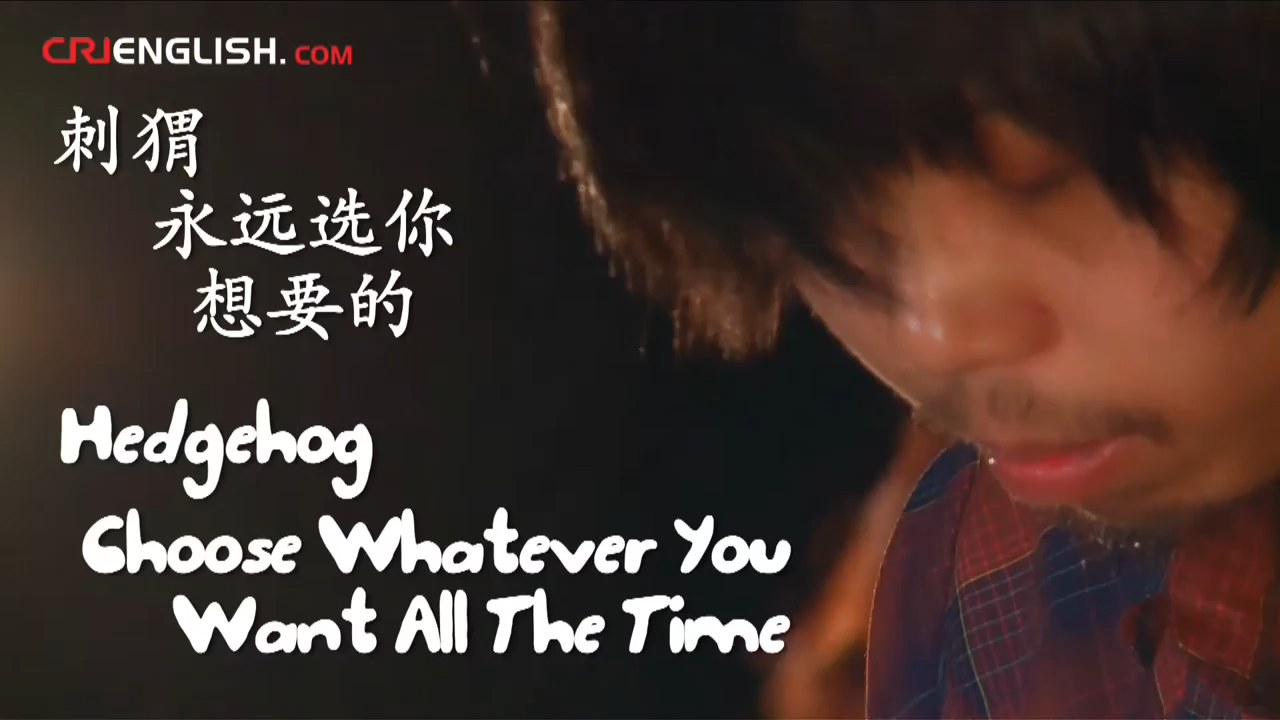 CRIENGLISH.COM
刺猬
永远选你
想要的
Hedgehog
Choose Whatever You
Want All The Time